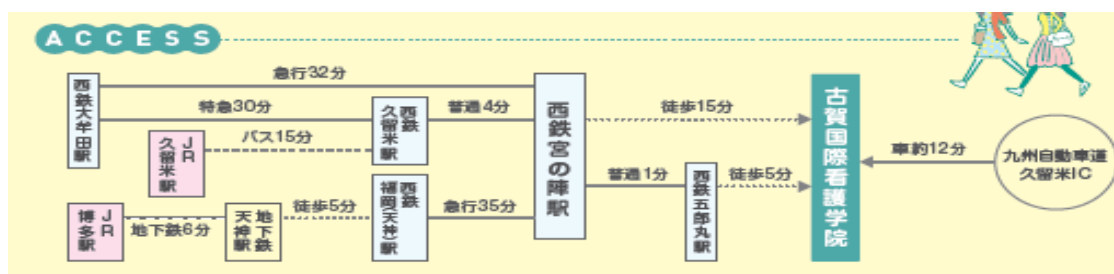 ACCESS
急行32分
西鉄大牟田駅
特急30分
西鉄久留米駅
普通4分
西鉄宮の陣駅
徒歩15分
古賀国際看護学院
バス15分
JR久留米駅
車約12分
九州自動車道
久留米IC
普通1分
西鉄五郎丸駅
徒歩5分
西鉄福岡(天神)駅
徒歩5分
急行35分
JR博多駅
地下鉄6分
地下鉄天神駅